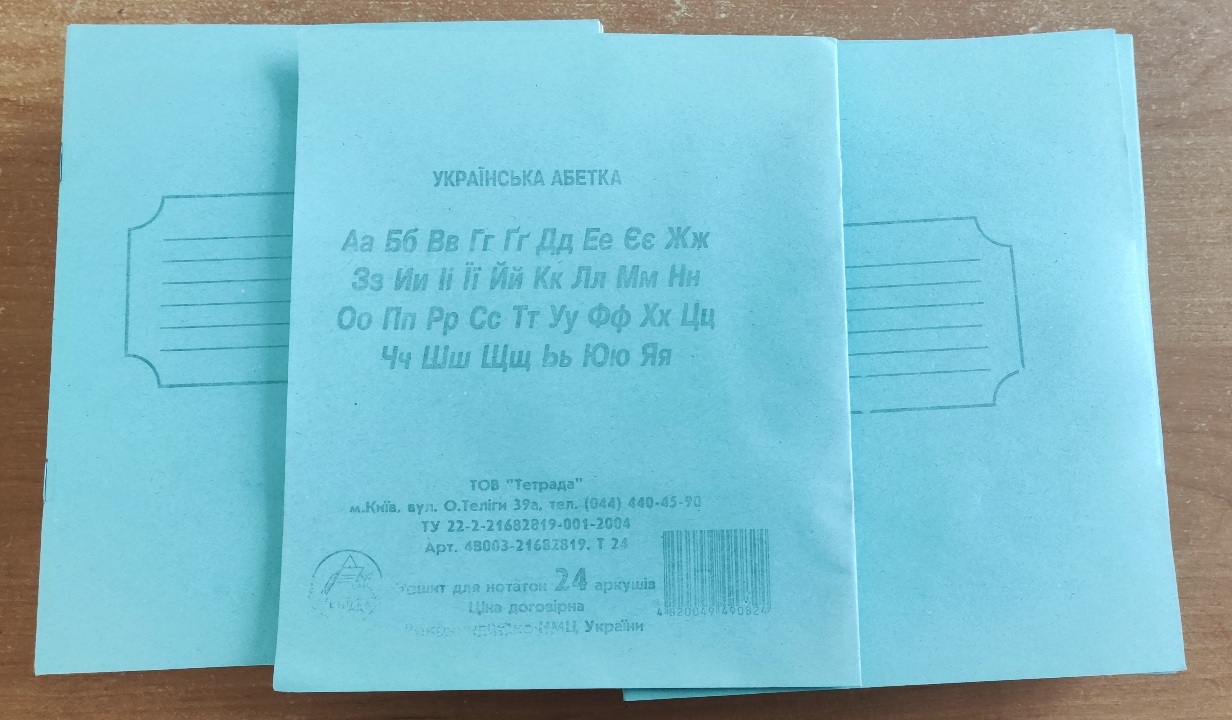 УКРАЇНСЬКА АБЕТКА
Аа Бб Вв Гг Ґґ Дд Ее Єє Жж
Зз Ии Іі Її Йй Кк Лл Мм Нн
Оо Пп Рр Сс Тт Уу Фф Хх Цц
Чч Шш Щщ Ьь Юю Яя
ТОВ "Тетрада"
м.Київ, вул. О.Теліги 39а, тел. (044) 440-45-90
ТУ 22-2-21682819-001-2004
Арт. 4В003-21682819. Т 24
для нотаток 24 аркушів
Ціна договірна
НМЦ України
4 820049 490824